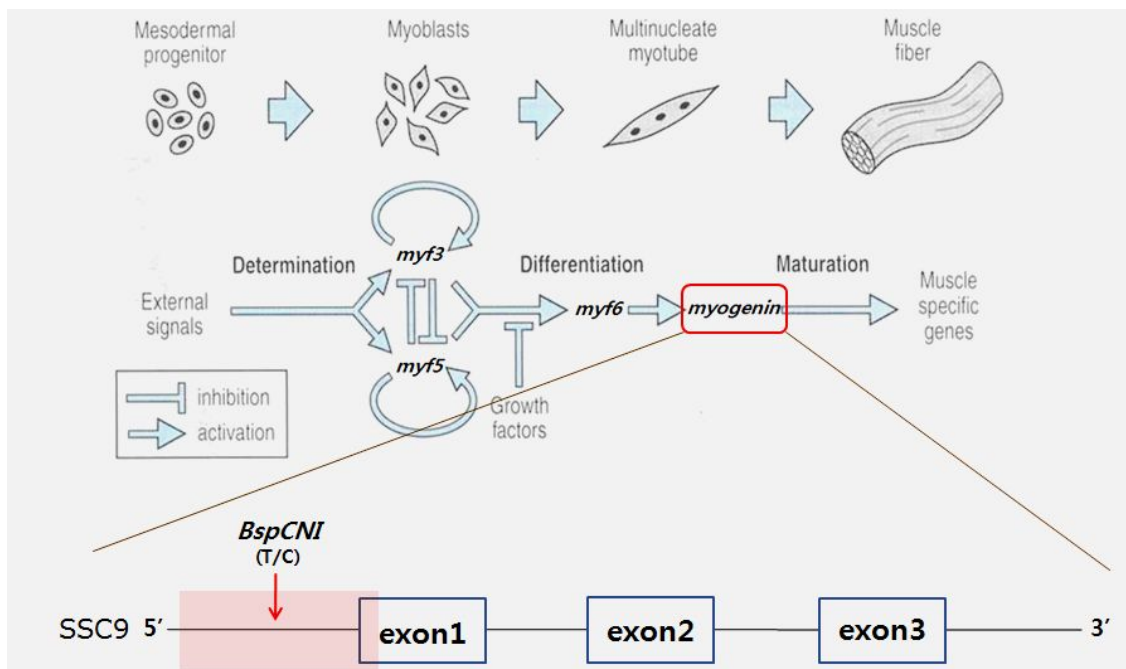 Mesodermal
progenitor
Myoblasts
Multinucleate
myotube
Muscle
fiber
myf3
Determination
Differentiation
Maturation
External
signals
myf6
myogenin
Muscle
specific
genes
myf5
inhibition
activation
Growth
factors
BspCNI
(T/C)
SSC9 5′
exon1
exon2
exon3
3′